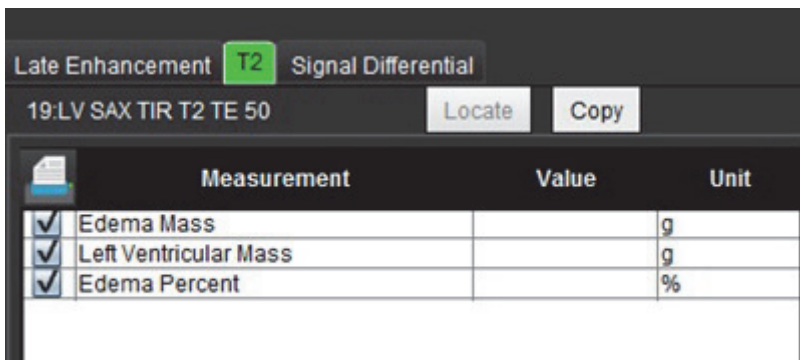 Late Enhancement T2 Signal Differential
19:LV SAX TIR T2 TE 50 Locate Copy
Measurement Value Unit
Edema Mass g
Left Ventricular Mass g
Edema Percent %